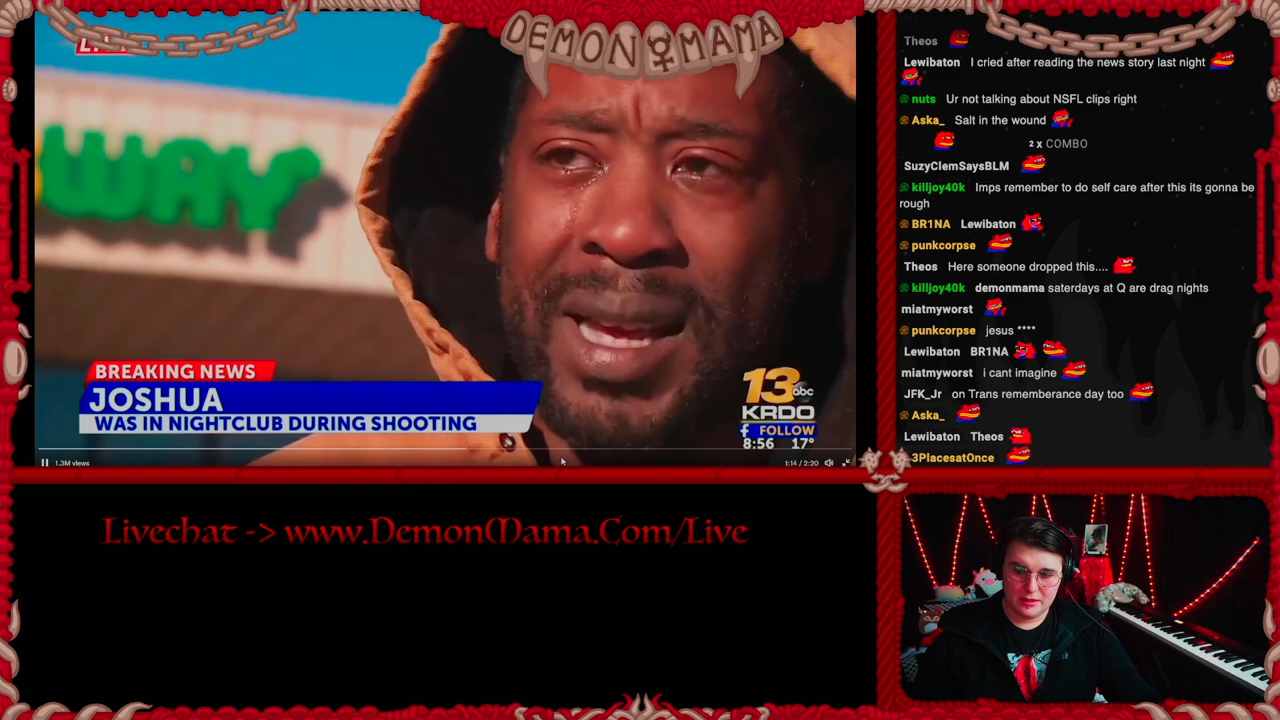 LIVE
DEMON MAMA
WAY
BREAKING NEWS
JOSHUA
WAS IN NIGHTCLUB DURING SHOOTING
13 abc
KRDO
f FOLLOW
8:56 17°
1.3M views
1:14 / 2:20
Livechat -> www.DemonMama.Com/Live
Theos
Lewibaton I cried after reading the news story last night
nuts Ur not talking about NSFL clips right
Aska_ Salt in the wound
2 x COMBO
SuzyClemSaysBLM
killjoy40k Imps remember to do self care after this its gonna be
rough
BR1NA Lewibaton
punkcorpse
Theos Here someone dropped this....
killjoy40k demonmama saterdays at Q are drag nights
miatmyworst
punkcorpse jesus ****
Lewibaton BR1NA
miatmyworst i cant imagine
JFK_Jr on Trans rememberance day too
Aska_
Lewibaton Theos
3PlacesatOnce